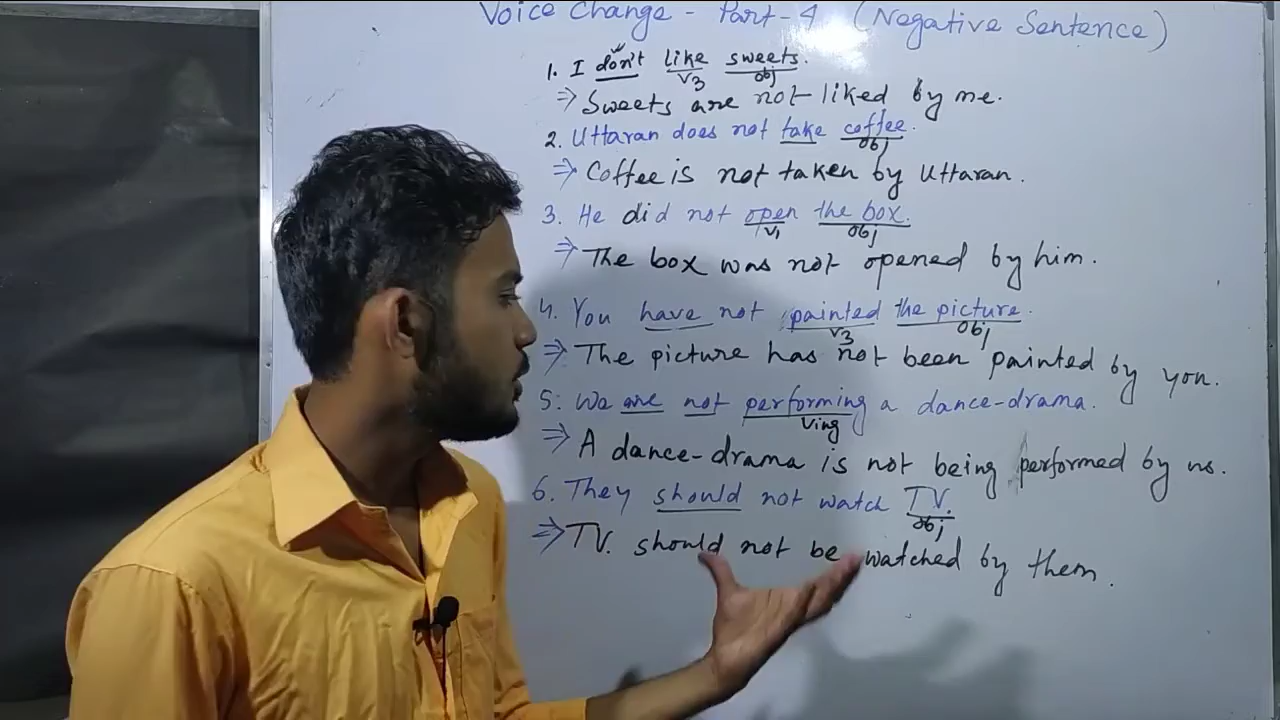 Voice Change - Part-4 (Negative Sentence)
1. I don't like sweets.
V3 obj
⇒ Sweets are not liked by me.
2. Uttaran does not take coffee.
obj
⇒ Coffee is not taken by Uttaran.
3. He did not open the box.
V1 obj
⇒ The box was not opened by him.
4. You have not painted the picture.
V3 obj
⇒ The picture has not been painted by you.
5. We are not performing a dance-drama.
Ving
⇒ A dance-drama is not being performed by us.
6. They should not watch TV.
obj
⇒ TV. should not be watched by them.